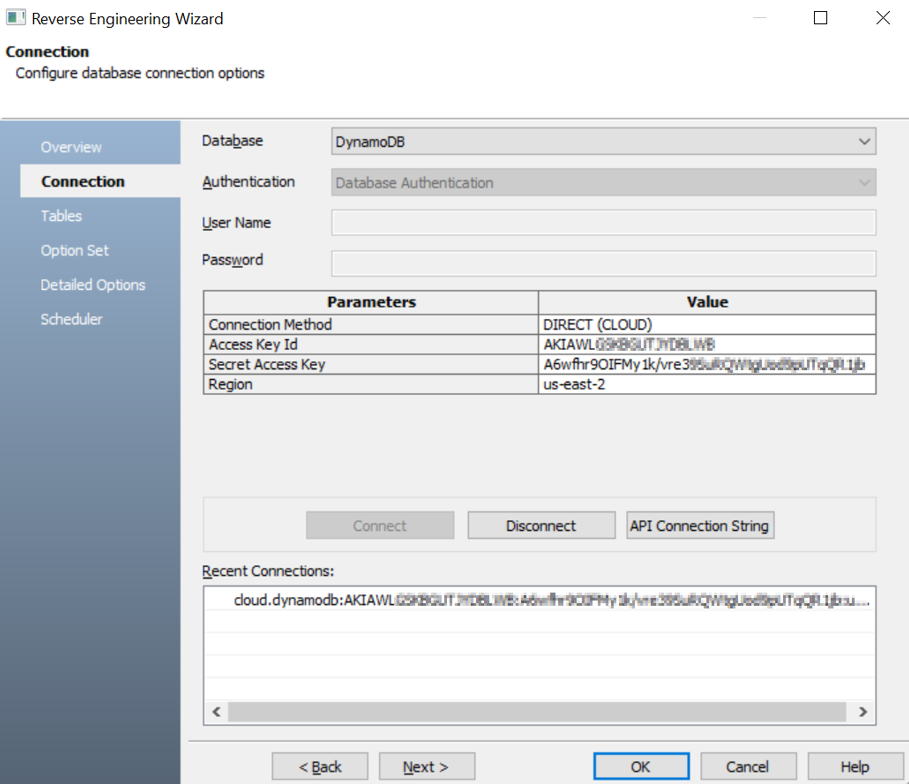 Reverse Engineering Wizard
Connection
Configure database connection options
Overview
Connection
Tables
Option Set
Detailed Options
Scheduler
Database DynamoDB
Authentication Database Authentication
User Name
Password
Parameters Value
Connection Method DIRECT (CLOUD)
Access Key Id AKIAWL
Secret Access Key A6wfhr9OIFMy1k/vre3
Region us-east-2
Connect Disconnect API Connection String
Recent Connections:
cloud.dynamodb:AKIAWL
< Back Next > OK Cancel Help